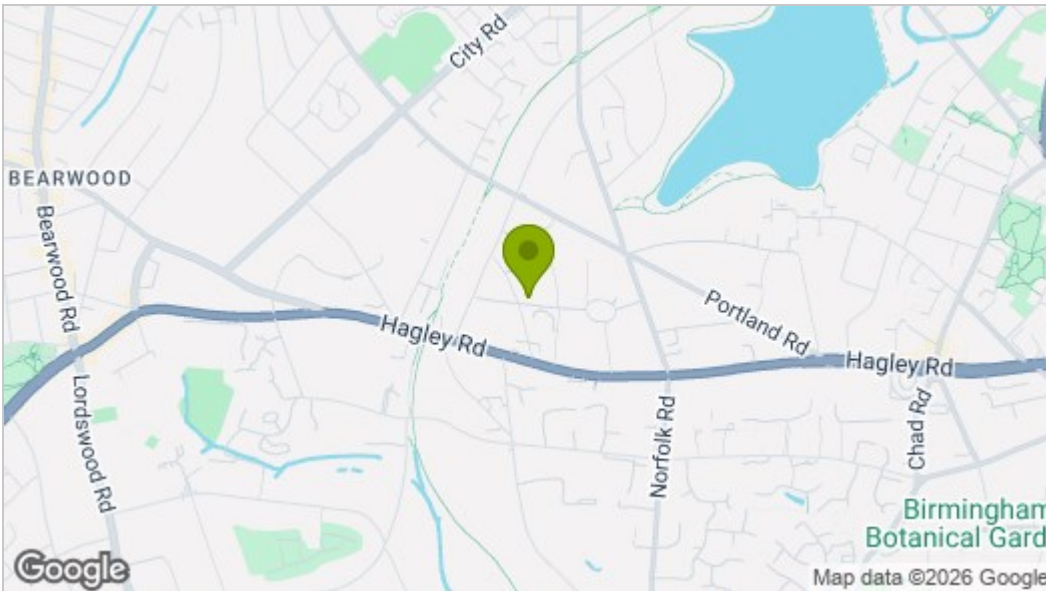 City Rd
BEARWOOD
Bearwood Rd
Hagley Rd
Portland Rd
Hagley Rd
Lordswood Rd
Norfolk Rd
Chad Rd
Birmingham
Botanical Gard
Google
Map data ©2026 Google